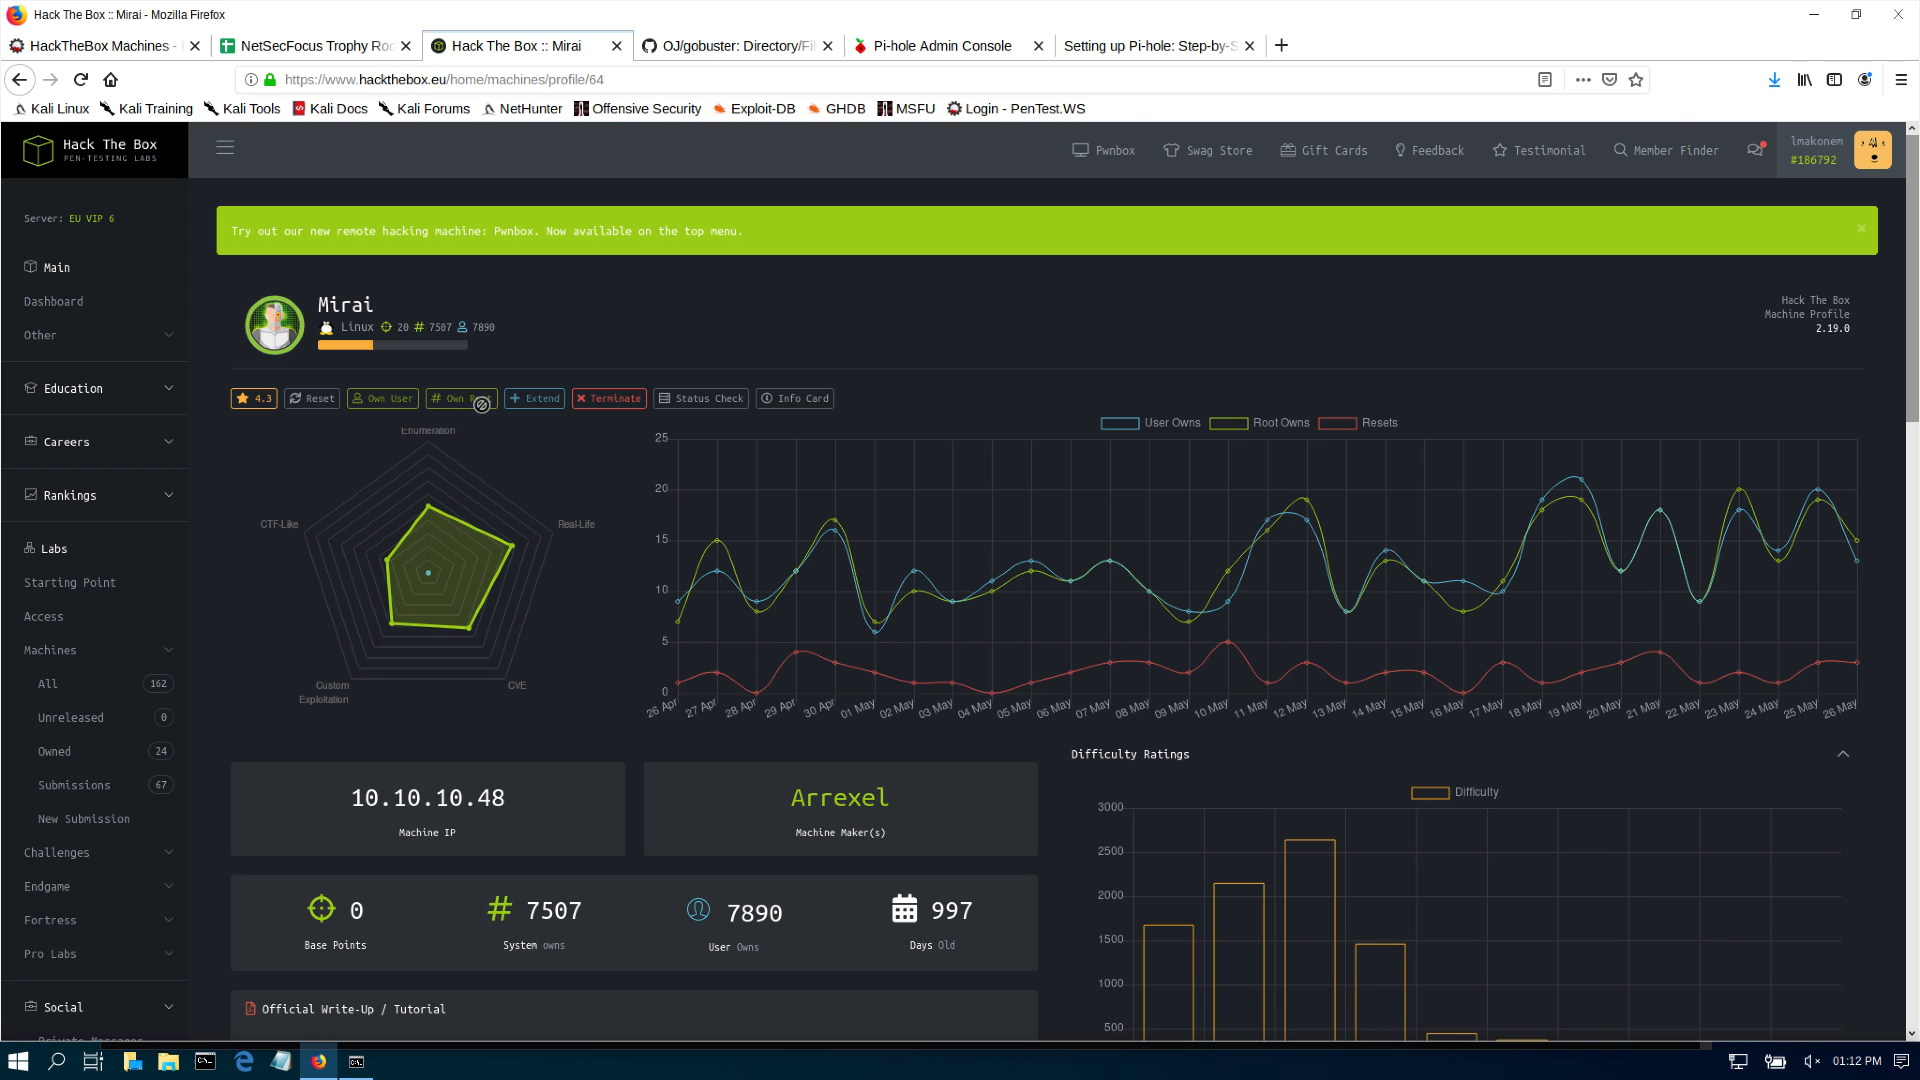 Hack The Box :: Mirai - Mozilla Firefox
HackTheBox Machines -
NetSecFocus Trophy Ro
Hack The Box :: Mirai
OJ/gobuster: Directory/Fi
Pi-hole Admin Console
Setting up Pi-hole: Step-by-S
https://www.hackthebox.eu/home/machines/profile/64
Kali Linux
Kali Training
Kali Tools
Kali Docs
Kali Forums
NetHunter
Offensive Security
Exploit-DB
GHDB
MSFU
Login - PenTest.WS
Hack The Box
PEN-TESTING LABS
Pwnbox
Swag Store
Gift Cards
Feedback
Testimonial
Member Finder
lmakonem
#186792
Server: EU VIP 6
Main
Dashboard
Other
Education
Careers
Rankings
Labs
Starting Point
Access
Machines
All 162
Unreleased 0
Owned 24
Submissions 67
New Submission
Challenges
Endgame
Fortress
Pro Labs
Social
Private Messages
Try out our new remote hacking machine: Pwnbox. Now available on the top menu.
Mirai
Linux 20 # 7507 7890
Hack The Box
Machine Profile
2.19.0
4.3
Reset
Own User
# Own
Extend
Terminate
Status Check
Info Card
Enumeration
CTF-Like
Real-Life
Custom
Exploitation
CVE
User Owns
Root Owns
Resets
25
20
15
10
5
0
26 Apr
27 Apr
28 Apr
29 Apr
30 Apr
01 May
02 May
03 May
04 May
05 May
06 May
07 May
08 May
09 May
10 May
11 May
12 May
13 May
14 May
15 May
16 May
17 May
18 May
19 May
20 May
21 May
22 May
23 May
24 May
25 May
26 May
10.10.10.48
Machine IP
Arrexel
Machine Maker(s)
0
Base Points
# 7507
System owns
7890
User Owns
997
Days Old
Official Write-Up / Tutorial
Difficulty Ratings
Difficulty
3000
2500
2000
1500
1000
500
01:12 PM